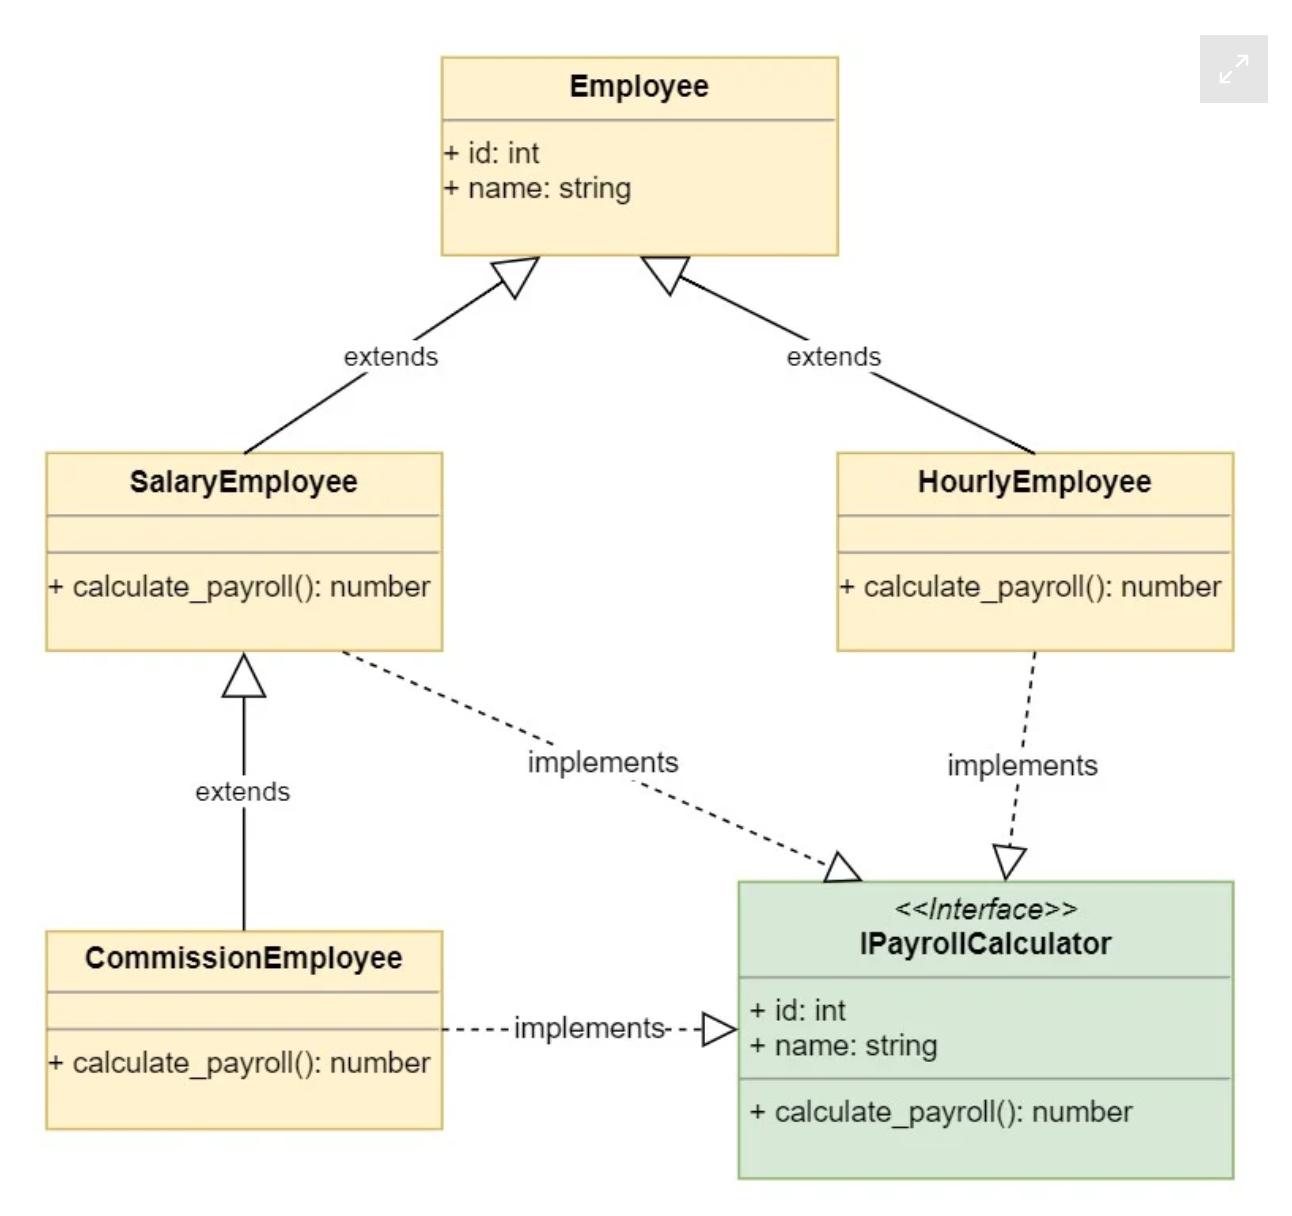 Employee
+ id: int
+ name: string
extends
extends
SalaryEmployee
+ calculate_payroll(): number
HourlyEmployee
+ calculate_payroll(): number
implements
implements
extends
CommissionEmployee
+ calculate_payroll(): number
implements
<<Interface>>
IPayrollCalculator
+ id: int
+ name: string
+ calculate_payroll(): number